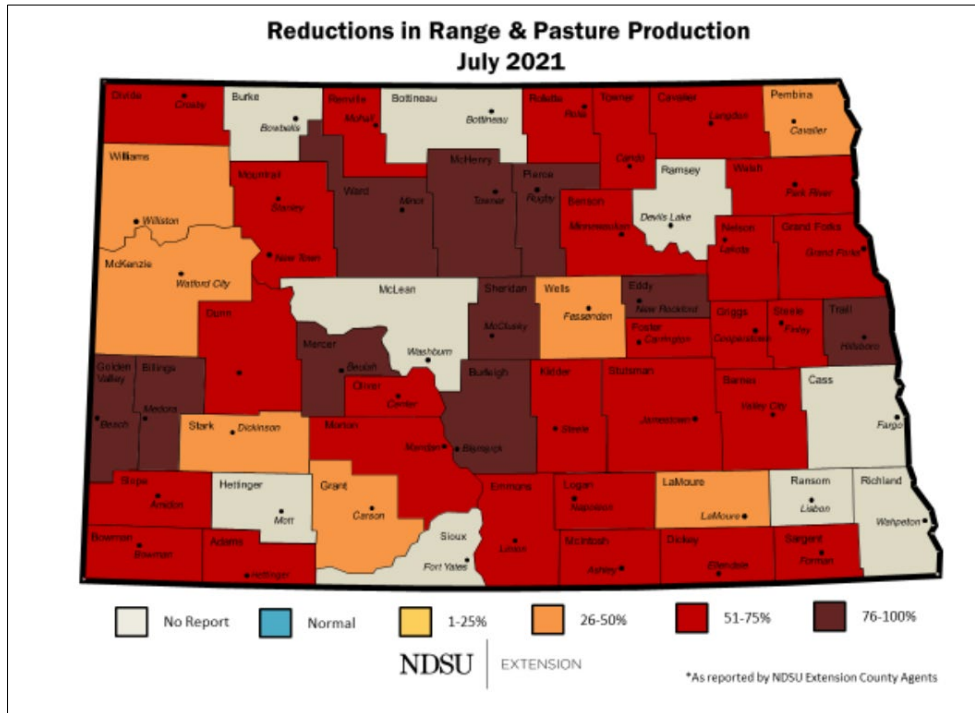 Reductions in Range & Pasture Production
July 2021
Divide
Crosby
Burke
Bowbells
Renville
Mohall
Bottineau
Bottineau
Rolette
Rolla
Towner
Cando
Cavalier
Langdon
Pembina
Cavalier
Williams
Williston
Mountrail
Stanley
New Town
Ward
Minot
McHenry
Towner
Pierce
Rugby
Benson
Minnewaukan
Ramsey
Devils Lake
Walsh
Park River
Nelson
Lakota
Grand Forks
Grand Forks
McKenzie
Watford City
Dunn
McLean
Washburn
Mercer
Beulah
Oliver
Center
Sheridan
McClusky
Wells
Fessenden
Eddy
New Rockford
Foster
Carrington
Griggs
Cooperstown
Steele
Finley
Traill
Hillsboro
Golden
Valley
Beach
Billings
Medora
Stark
Dickinson
Morton
Mandan
Burleigh
Bismarck
Kidder
Steele
Stutsman
Jamestown
Barnes
Valley City
Cass
Fargo
Slope
Amidon
Hettinger
Mott
Grant
Carson
Sioux
Fort Yates
Emmons
Linton
Logan
Napoleon
LaMoure
LaMoure
Ransom
Lisbon
Richland
Wahpeton
Bowman
Bowman
Adams
Hettinger
McIntosh
Ashley
Dickey
Ellendale
Sargent
Forman
No Report
Normal
1-25%
26-50%
51-75%
76-100%
NDSU EXTENSION
*As reported by NDSU Extension County Agents